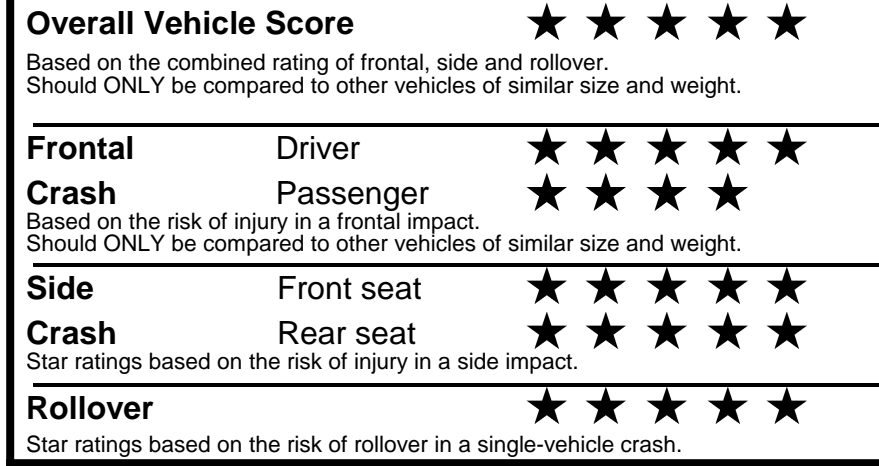 Overall Vehicle Score ★ ★ ★ ★ ★
Based on the combined rating of frontal, side and rollover.
Should ONLY be compared to other vehicles of similar size and weight.
Frontal Driver ★ ★ ★ ★ ★
Crash Passenger ★ ★ ★ ★
Based on the risk of injury in a frontal impact.
Should ONLY be compared to other vehicles of similar size and weight.
Side Front seat ★ ★ ★ ★ ★
Crash Rear seat ★ ★ ★ ★ ★
Star ratings based on the risk of injury in a side impact.
Rollover ★ ★ ★ ★ ★
Star ratings based on the risk of rollover in a single-vehicle crash.